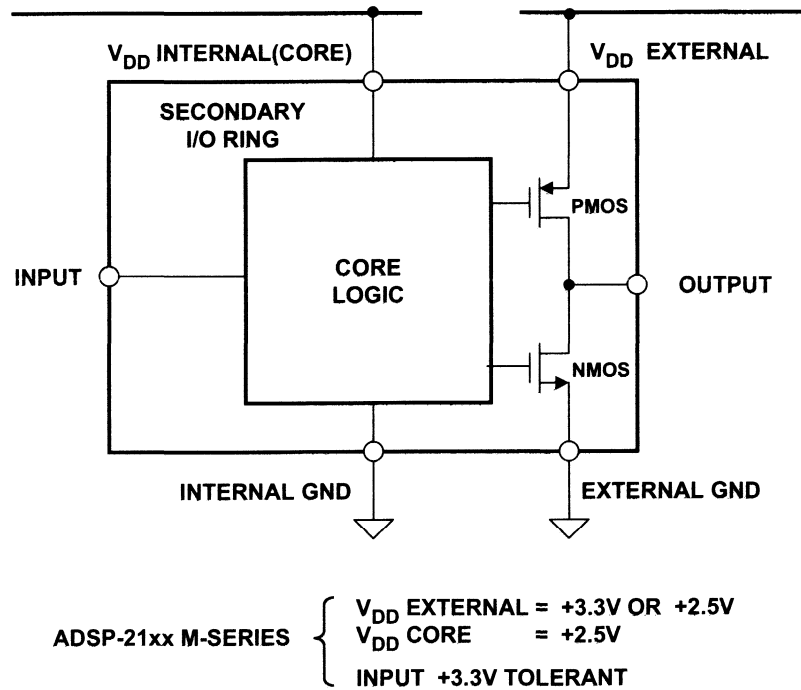 V_DD INTERNAL(CORE)
V_DD EXTERNAL
SECONDARY
I/O RING
PMOS
INPUT
CORE
LOGIC
OUTPUT
NMOS
INTERNAL GND
EXTERNAL GND
ADSP-21xx M-SERIES
V_DD EXTERNAL = +3.3V OR +2.5V
V_DD CORE = +2.5V
INPUT +3.3V TOLERANT